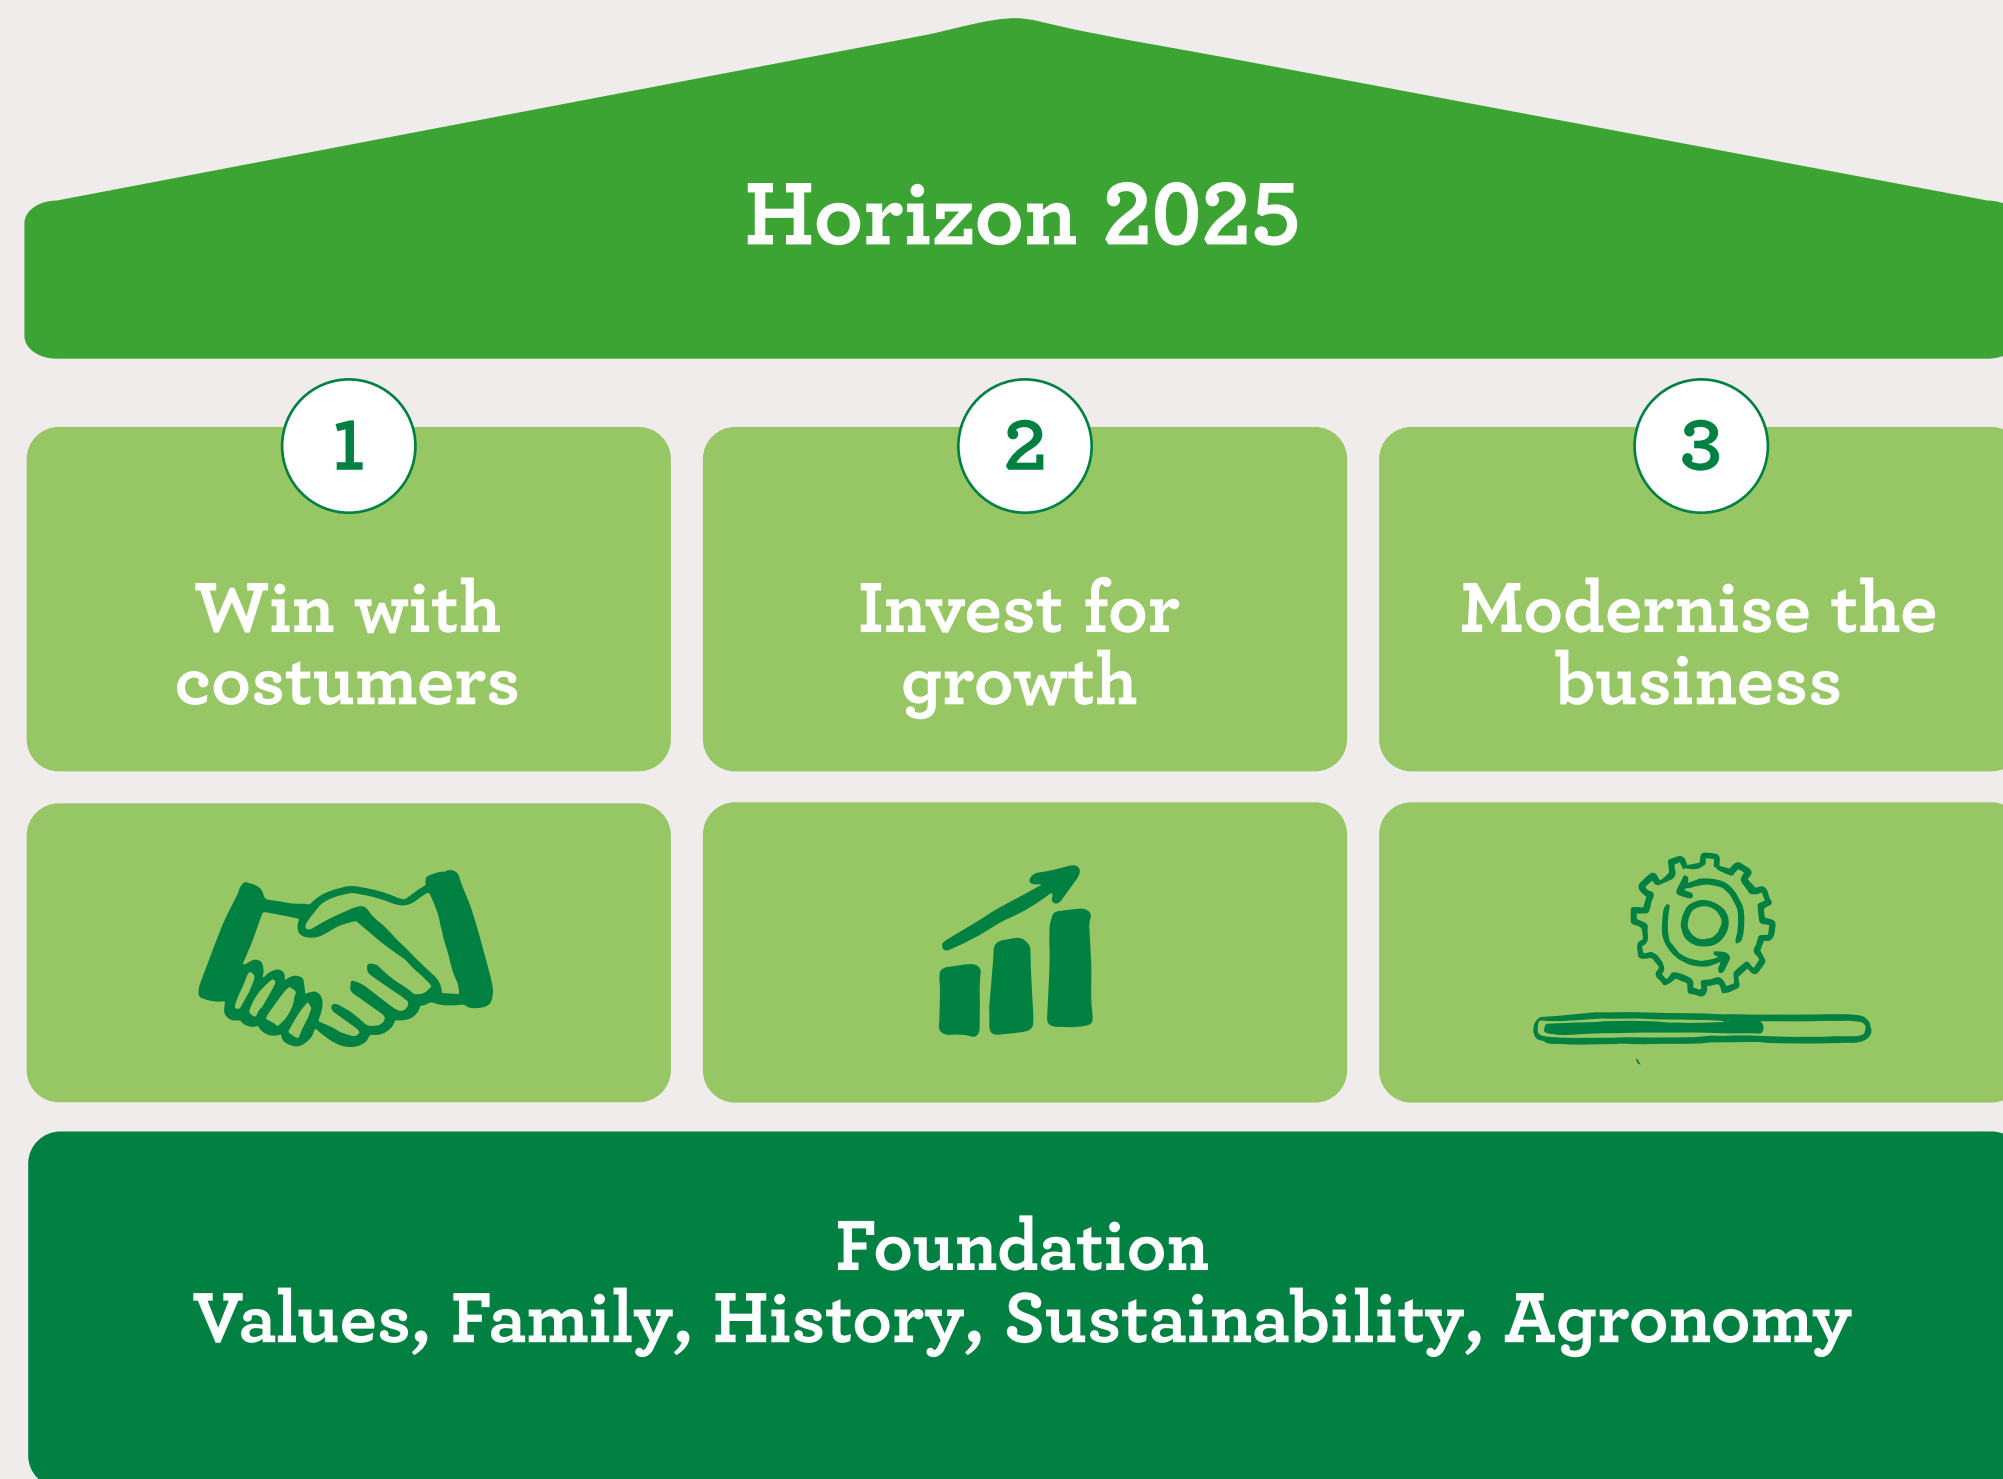 Horizon 2025
1
Win with
costumers
2
Invest for
growth
3
Modernise the
business
Foundation
Values, Family, History, Sustainability, Agronomy